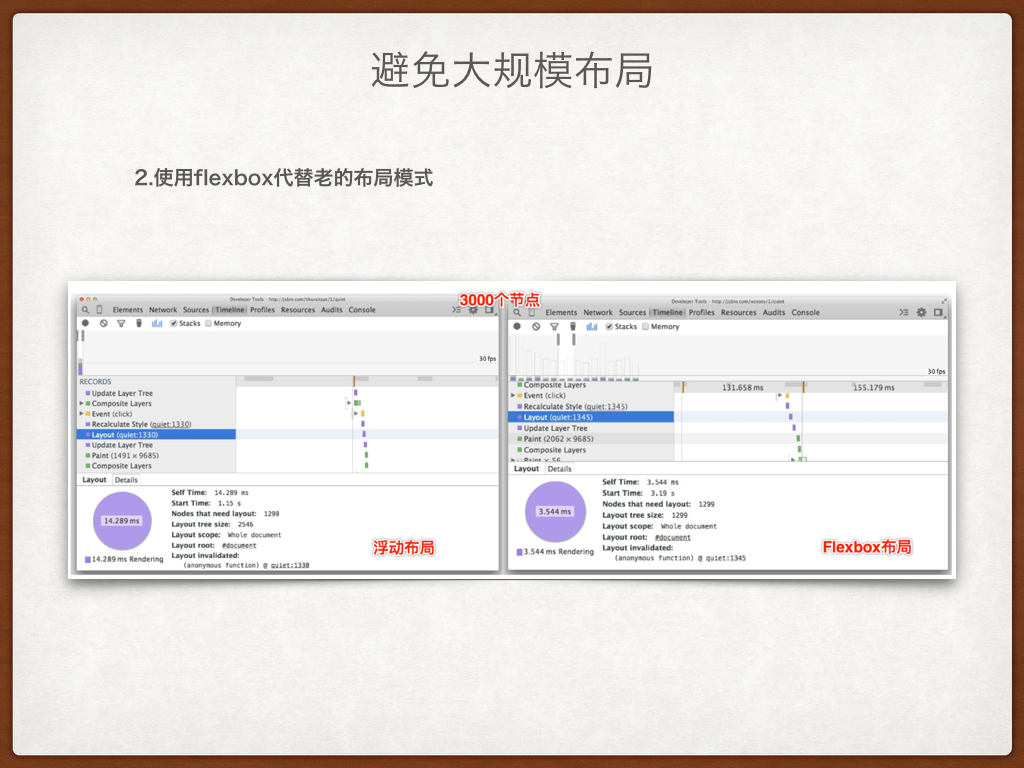 避免大规模布局
2.使用flexbox代替老的布局模式
3000个节点
Developer Tools - http://jsbin.com/
Elements Network Sources Timeline Profiles Resources Audits Console
Stacks Memory
30 fps
RECORDS
Update Layer Tree
Composite Layers
Event (click)
Recalculate Style (quiet:1330)
Layout (quiet:1330)
Update Layer Tree
Paint (1491 × 9685)
Composite Layers
Layout Details
14.289 ms
14.289 ms Rendering
Self Time: 14.289 ms
Start Time: 1.15 s
Nodes that need layout: 1299
Layout tree size: 2546
Layout scope: Whole document
Layout root: #document
Layout invalidated:
(anonymous function) @ quiet:1330
浮动布局
Developer Tools - http://jsbin.com/
Elements Network Sources Timeline Profiles Resources Audits Console
Stacks Memory
30 fps
131.658 ms 155.179 ms
Composite Layers
Event (click)
Recalculate Style (quiet:1345)
Layout (quiet:1345)
Update Layer Tree
Paint (2062 × 9685)
Composite Layers
Layout Details
3.544 ms
3.544 ms Rendering
Self Time: 3.544 ms
Start Time: 3.19 s
Nodes that need layout: 1299
Layout tree size: 1299
Layout scope: Whole document
Layout root: #document
Layout invalidated:
(anonymous function) @ quiet:1345
Flexbox布局